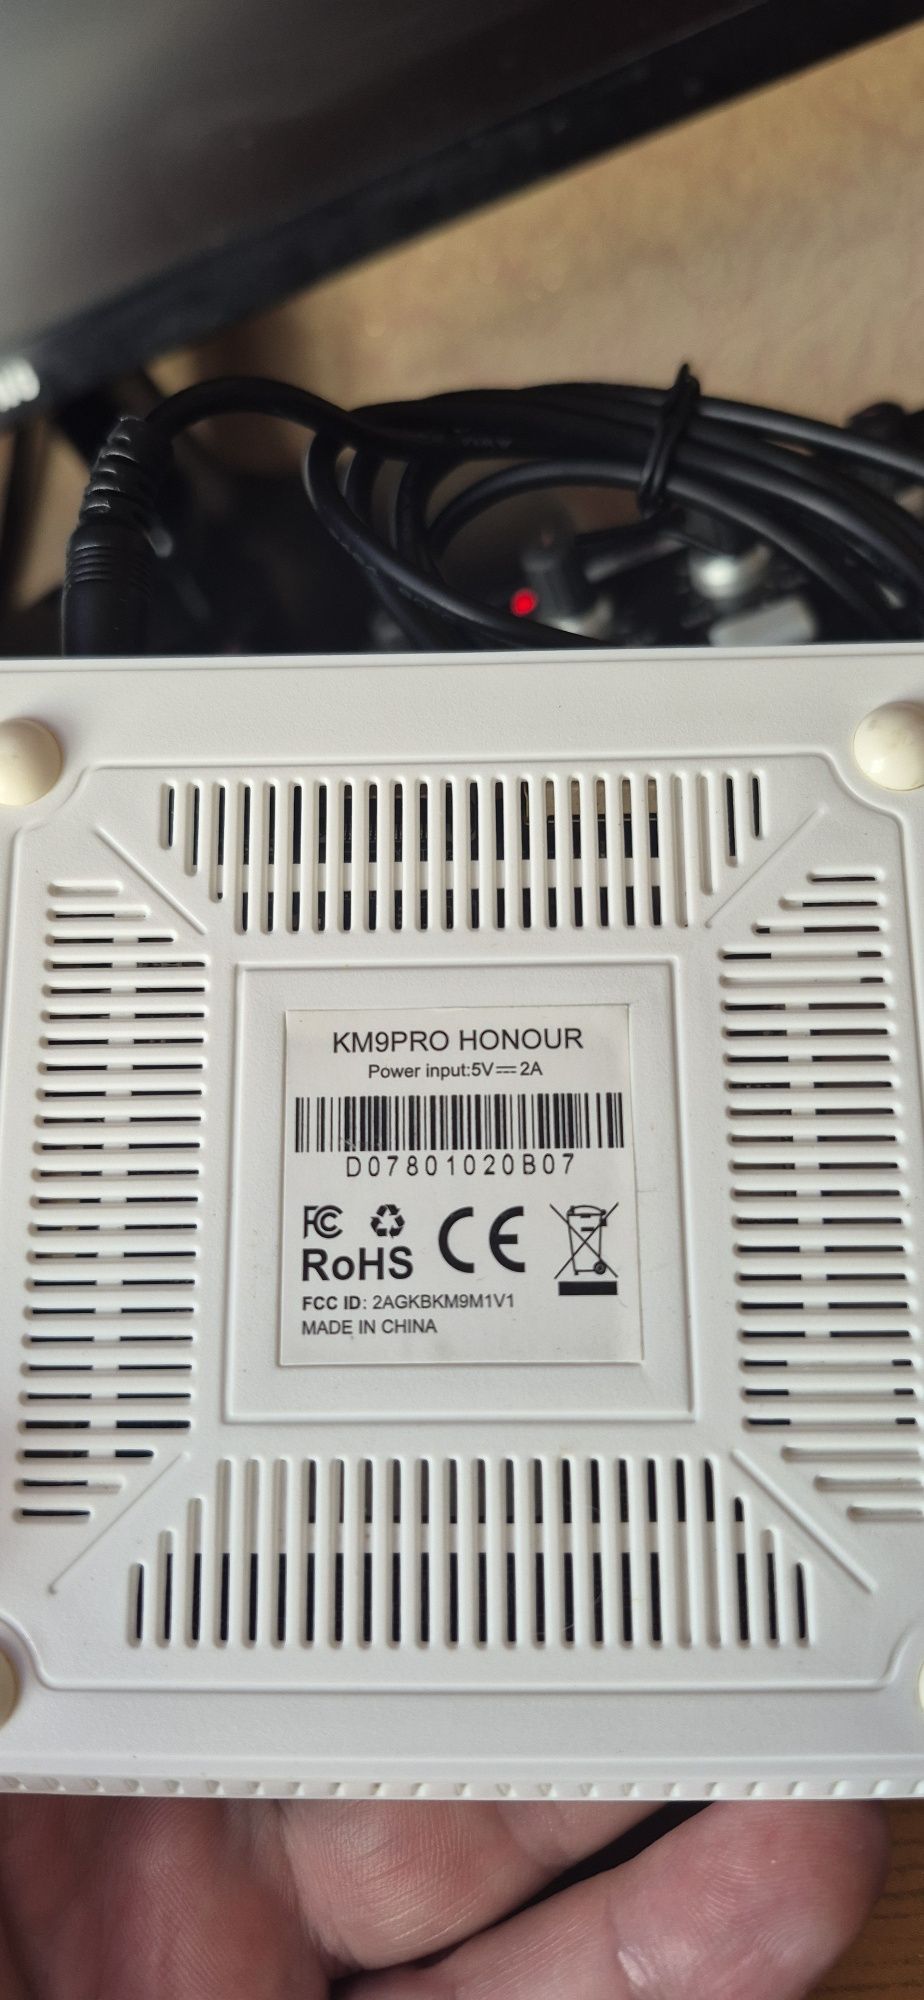 KM9PRO HONOUR
Power input:5V⎓2A
D07801020B07
FC
CE
RoHS
FCC ID: 2AGKBKM9M1V1
MADE IN CHINA